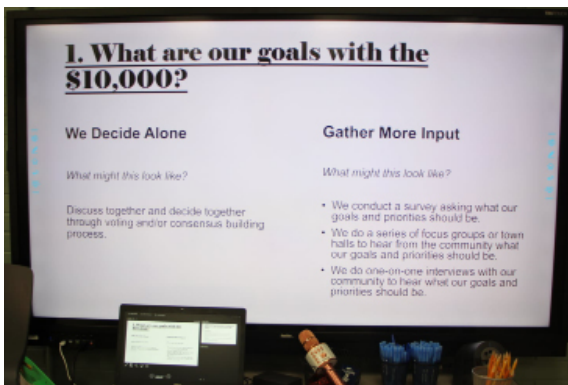 1. What are our goals with the
$10,000?
We Decide Alone
What might this look like?
Discuss together and decide together
through voting and/or consensus building
process.
Gather More Input
What might this look like?
• We conduct a survey asking what our
goals and priorities should be.
• We do a series of focus groups or town
halls to hear from the community what
our goals and priorities should be.
• We do one-on-one interviews with our
community to hear what our goals and
priorities should be.